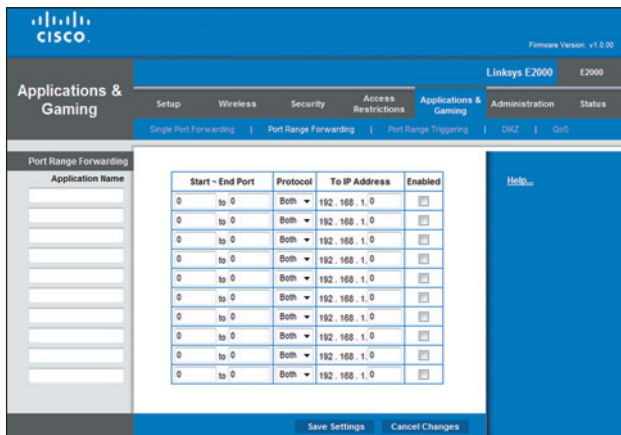 CISCO.
Firmware Version: v1.0.00
Linksys E2000 E2000
Applications & Gaming
Setup Wireless Security Access Restrictions Applications & Gaming Administration Status
Single Port Forwarding | Port Range Forwarding | Port Range Triggering | DMZ | QoS
Port Range Forwarding
Application Name
Start ~ End Port Protocol To IP Address Enabled
0 to 0 Both 192 . 168 . 1. 0
0 to 0 Both 192 . 168 . 1. 0
0 to 0 Both 192 . 168 . 1. 0
0 to 0 Both 192 . 168 . 1. 0
0 to 0 Both 192 . 168 . 1. 0
0 to 0 Both 192 . 168 . 1. 0
0 to 0 Both 192 . 168 . 1. 0
0 to 0 Both 192 . 168 . 1. 0
0 to 0 Both 192 . 168 . 1. 0
0 to 0 Both 192 . 168 . 1. 0
Help...
Save Settings Cancel Changes